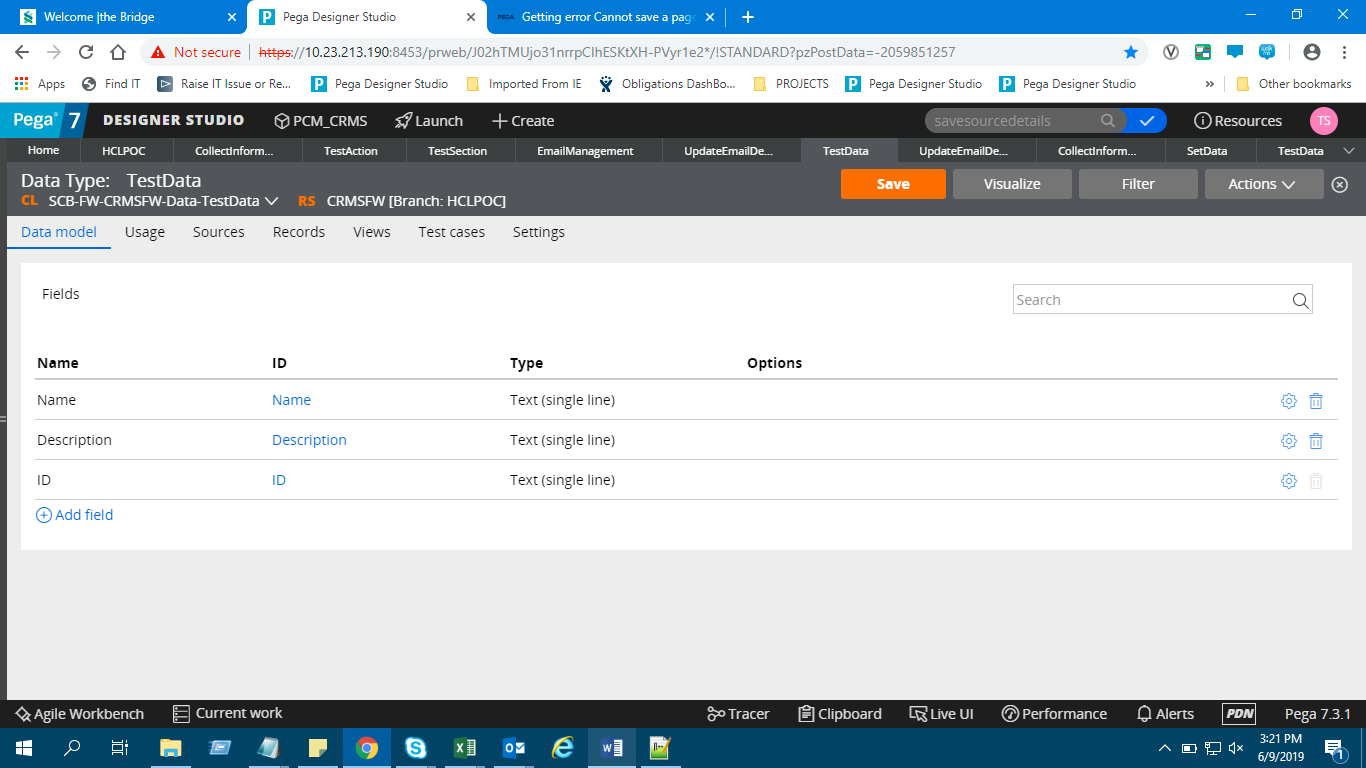 Welcome |the Bridge
Pega Designer Studio
PEGA Getting error Cannot save a pag
Not secure | https://10.23.213.190:8453/prweb/J02hTMUjo31nrrpCIhESKtXH-PVyr1e2*/!STANDARD?pzPostData=-2059851257
Apps Find IT Raise IT Issue or Re... Pega Designer Studio Imported From IE Obligations DashBo... PROJECTS Pega Designer Studio Pega Designer Studio » Other bookmarks
Pega 7 DESIGNER STUDIO PCM_CRMS Launch Create savesourcedetails Resources TS
Home HCLPOC CollectInform... TestAction TestSection EmailManagement UpdateEmailDe... TestData UpdateEmailDe... CollectInform... SetData TestData
Data Type: TestData
Save Visualize Filter Actions
CL SCB-FW-CRMSFW-Data-TestData RS CRMSFW [Branch: HCLPOC]
Data model Usage Sources Records Views Test cases Settings
Fields
Search
Name ID Type Options
Name Name Text (single line)
Description Description Text (single line)
ID ID Text (single line)
Add field
Agile Workbench Current work Tracer Clipboard Live UI Performance Alerts PDN Pega 7.3.1
3:21 PM
6/9/2019
1